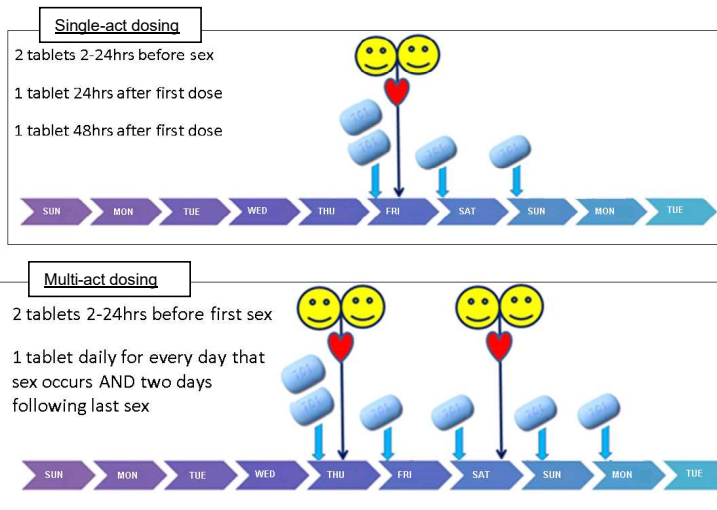 Single-act dosing
2 tablets 2-24hrs before sex
1 tablet 24hrs after first dose
1 tablet 48hrs after first dose
SUN MON TUE WED THU FRI SAT SUN MON TUE
Multi-act dosing
2 tablets 2-24hrs before first sex
1 tablet daily for every day that
sex occurs AND two days
following last sex
SUN MON TUE WED THU FRI SAT SUN MON TUE